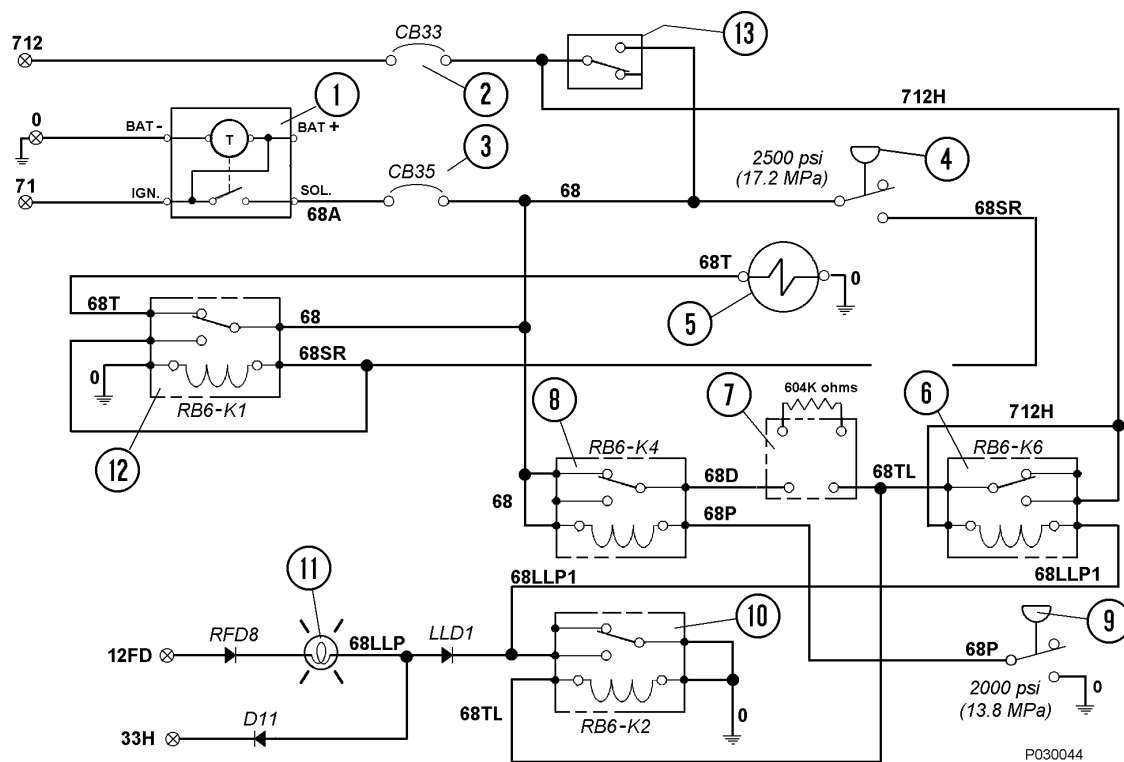 712
CB33
13
1
2
712H
0
BAT -
T
BAT +
3
2500 psi
(17.2 MPa)
4
71
IGN.
SOL.
68A
CB35
68
68SR
68T
68T
0
5
68
68SR
0
RB6-K1
12
8
7
604K ohms
6
712H
RB6-K4
RB6-K6
68D
68TL
68
68P
11
68LLP1
68LLP1
10
9
RFD8
68LLP
LLD1
12FD
68P
0
68TL
RB6-K2
0
2000 psi
(13.8 MPa)
D11
33H
P030044